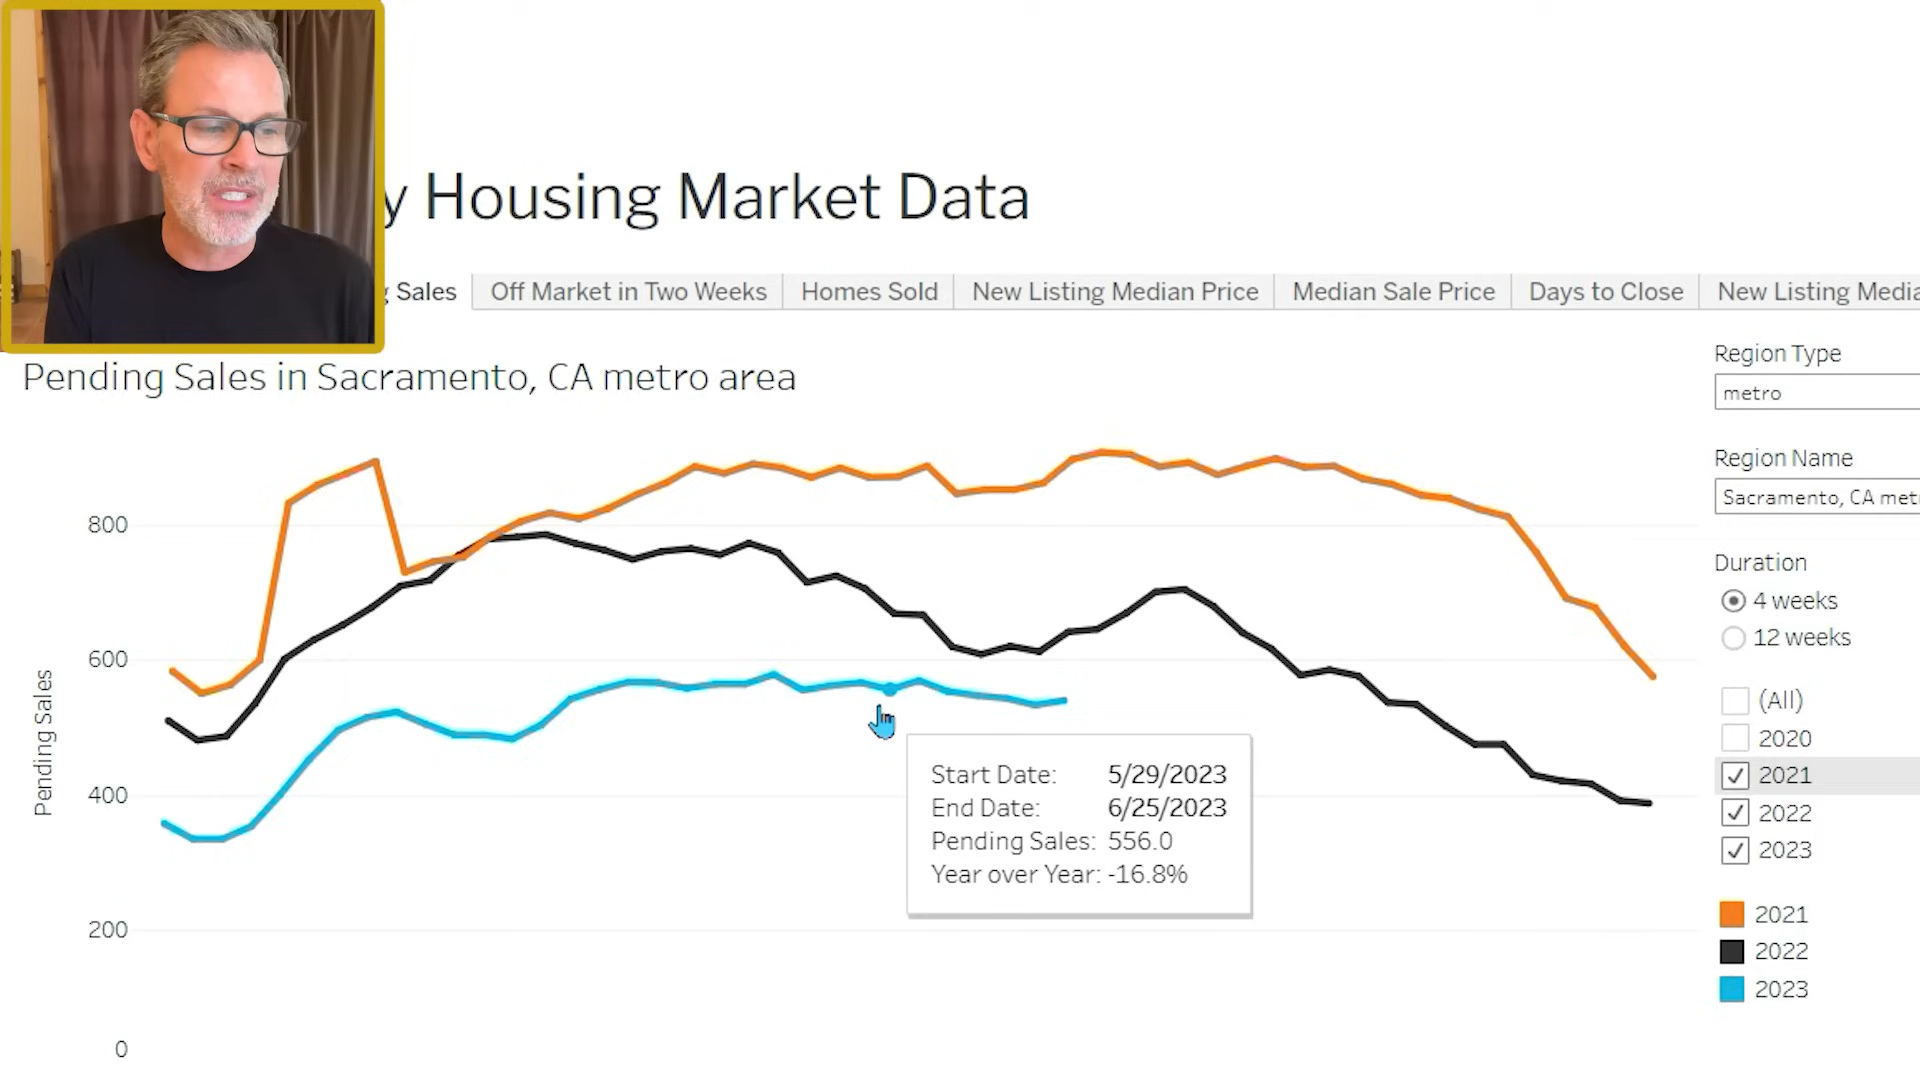 y Housing Market Data
g Sales
Off Market in Two Weeks
Homes Sold
New Listing Median Price
Median Sale Price
Days to Close
New Listing Media
Pending Sales in Sacramento, CA metro area
Region Type
metro
Region Name
Sacramento, CA met
Duration
4 weeks
12 weeks
(All)
2020
2021
2022
2023
2021
2022
2023
Pending Sales
800
600
400
200
0
Start Date: 5/29/2023
End Date: 6/25/2023
Pending Sales: 556.0
Year over Year: -16.8%